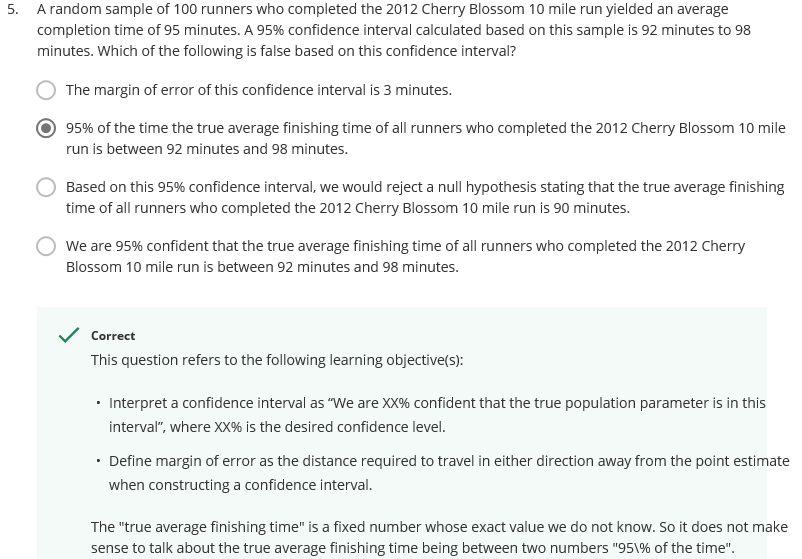 5. A random sample of 100 runners who completed the 2012 Cherry Blossom 10 mile run yielded an average
completion time of 95 minutes. A 95% confidence interval calculated based on this sample is 92 minutes to 98
minutes. Which of the following is false based on this confidence interval?
The margin of error of this confidence interval is 3 minutes.
95% of the time the true average finishing time of all runners who completed the 2012 Cherry Blossom 10 mile
run is between 92 minutes and 98 minutes.
Based on this 95% confidence interval, we would reject a null hypothesis stating that the true average finishing
time of all runners who completed the 2012 Cherry Blossom 10 mile run is 90 minutes.
We are 95% confident that the true average finishing time of all runners who completed the 2012 Cherry
Blossom 10 mile run is between 92 minutes and 98 minutes.
Correct
This question refers to the following learning objective(s):
• Interpret a confidence interval as “We are XX% confident that the true population parameter is in this
interval”, where XX% is the desired confidence level.
• Define margin of error as the distance required to travel in either direction away from the point estimate
when constructing a confidence interval.
The "true average finishing time" is a fixed number whose exact value we do not know. So it does not make
sense to talk about the true average finishing time being between two numbers "95\% of the time".